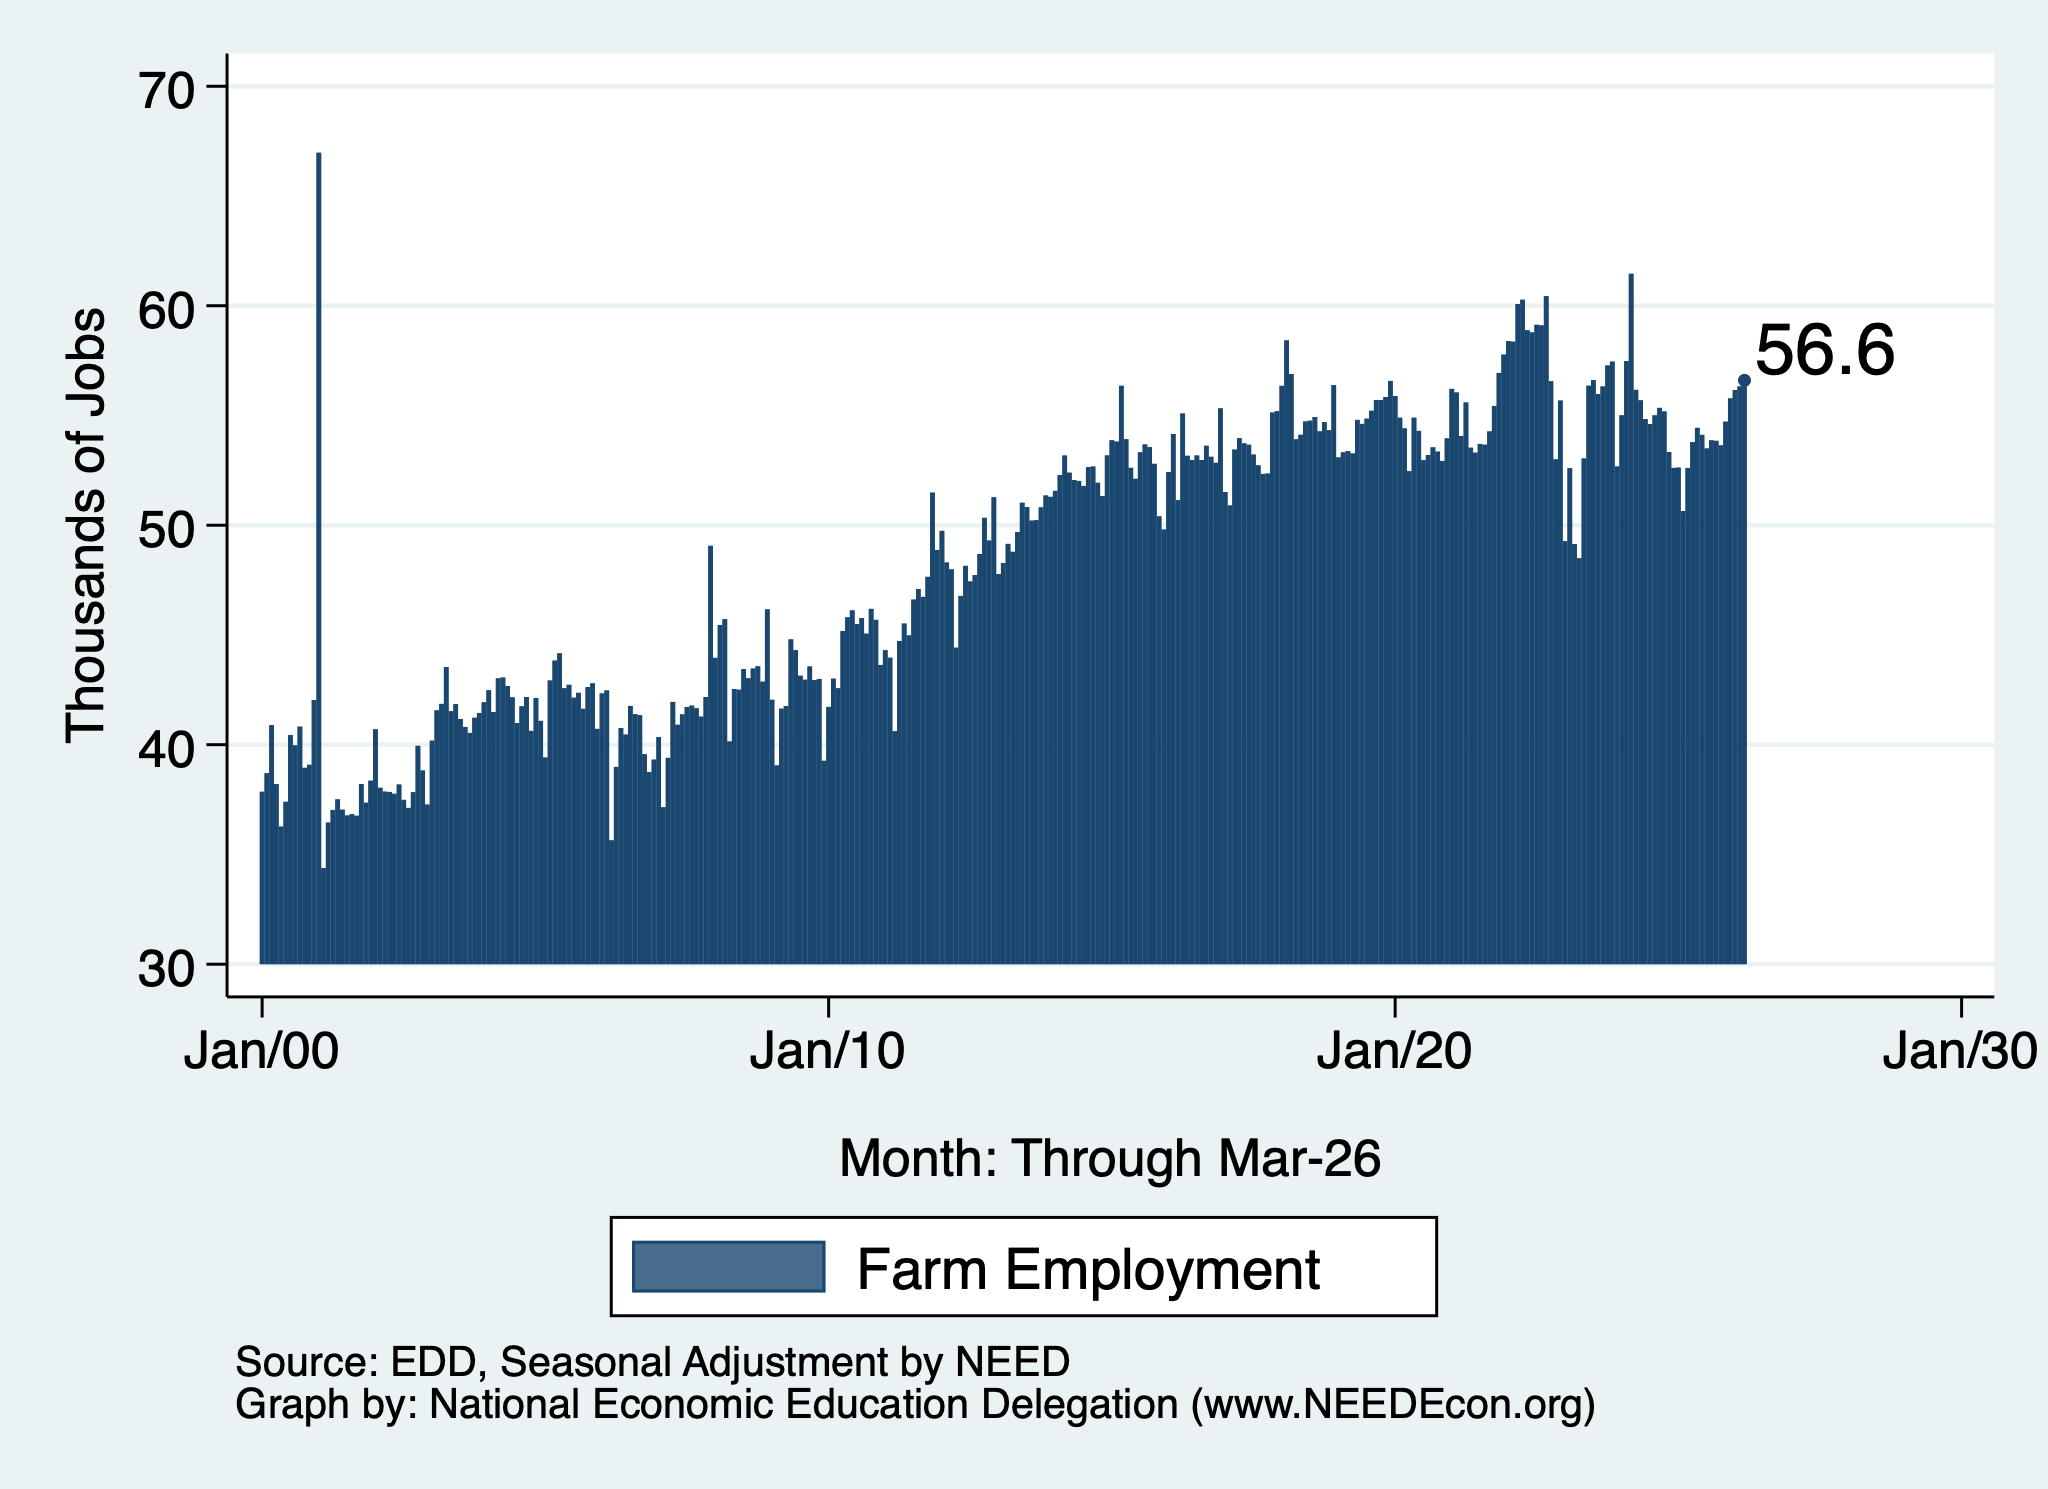 Thousands of Jobs
70
60
50
40
30
56.6
Jan/00 Jan/10 Jan/20 Jan/30
Month: Through Mar-26
Farm Employment
Source: EDD, Seasonal Adjustment by NEED
Graph by: National Economic Education Delegation (www.NEEDEcon.org)